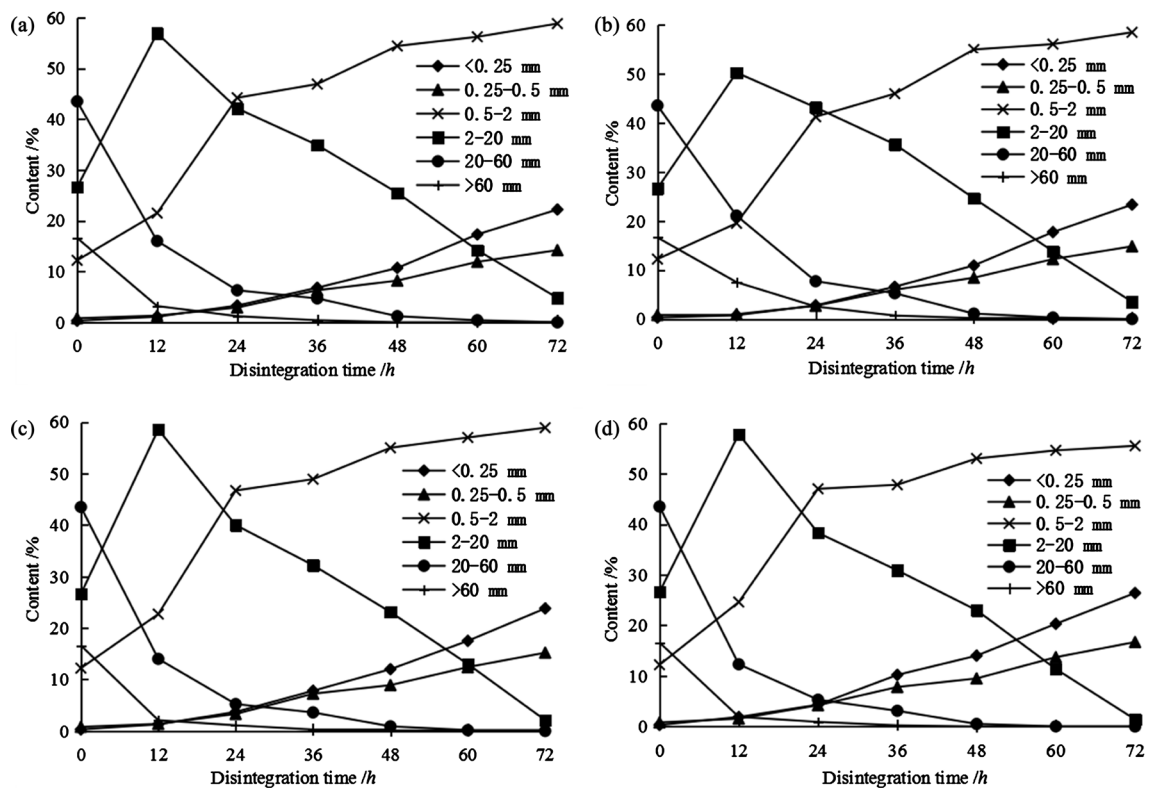 (a)
60
50
40
30
20
10
0
Content /%
<0.25 mm
0.25-0.5 mm
0.5-2 mm
2-20 mm
20-60 mm
>60 mm
0 12 24 36 48 60 72
Disintegration time /h
(b)
60
50
40
30
20
10
0
Content /%
<0.25 mm
0.25-0.5 mm
0.5-2 mm
2-20 mm
20-60 mm
>60 mm
0 12 24 36 48 60 72
Disintegration time /h
(c)
60
50
40
30
20
10
0
Content /%
<0.25 mm
0.25-0.5 mm
0.5-2 mm
2-20 mm
20-60 mm
>60 mm
0 12 24 36 48 60 72
Disintegration time /h
(d)
60
50
40
30
20
10
0
Content /%
<0.25 mm
0.25-0.5 mm
0.5-2 mm
2-20 mm
20-60 mm
>60 mm
0 12 24 36 48 60 72
Disintegration time /h